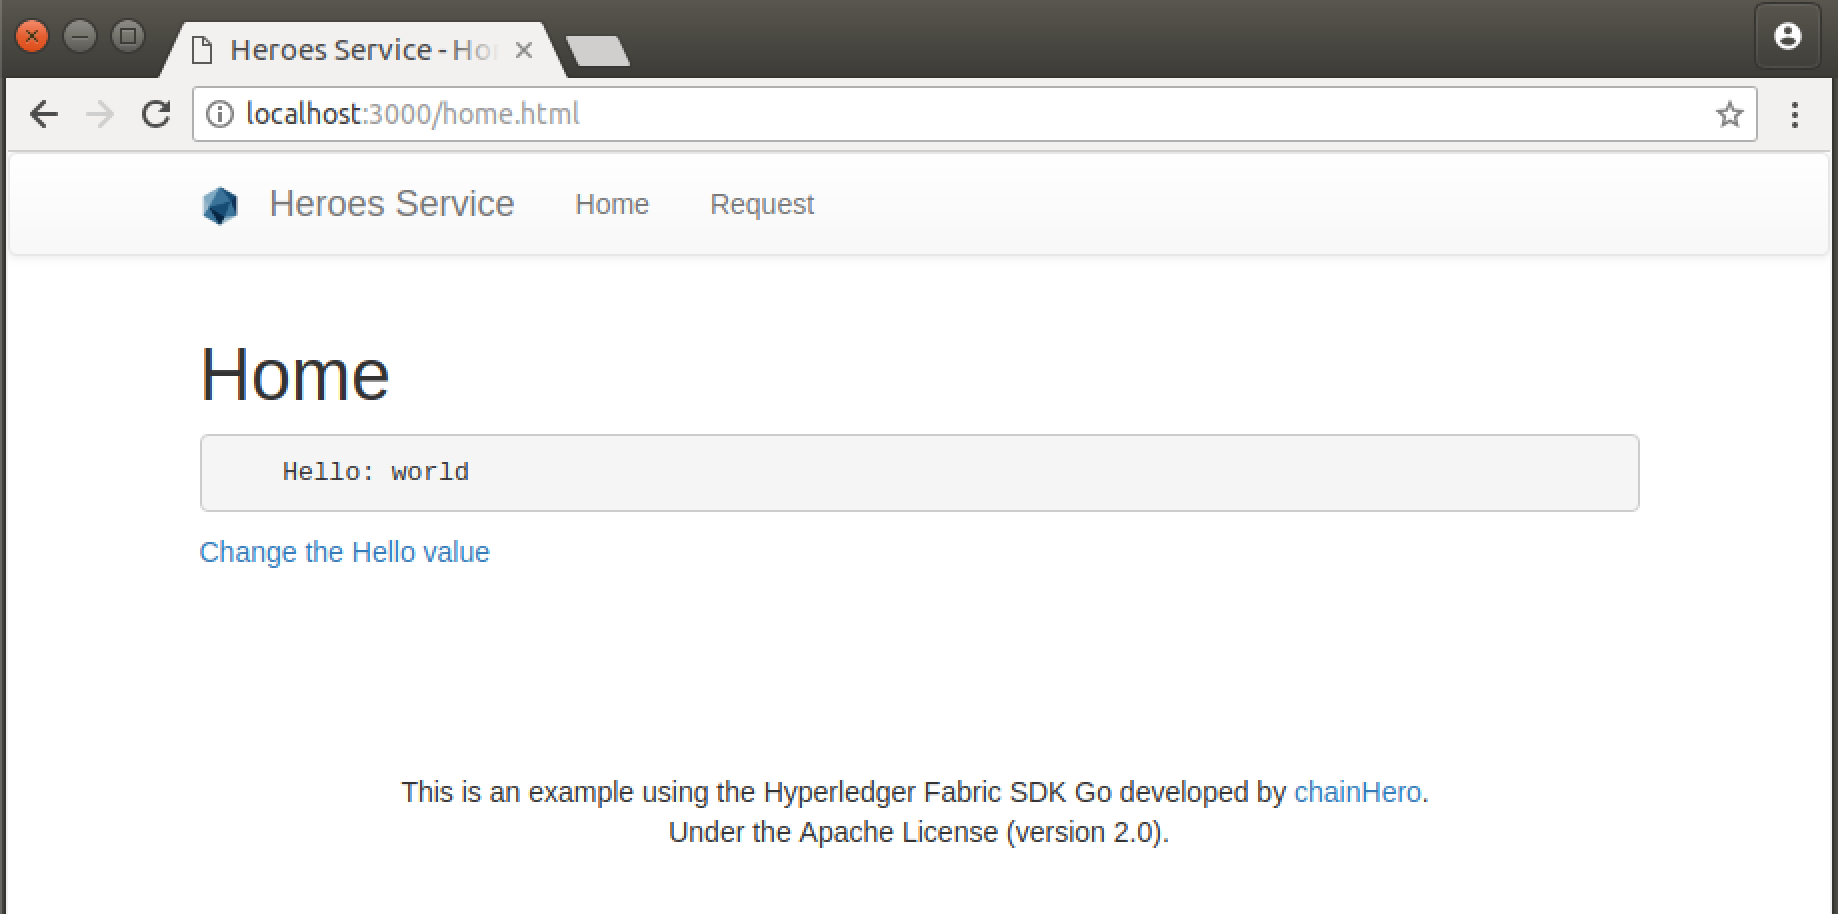 Heroes Service - Ho
localhost:3000/home.html
Heroes Service Home Request
Home
Hello: world
Change the Hello value
This is an example using the Hyperledger Fabric SDK Go developed by chainHero.
Under the Apache License (version 2.0).